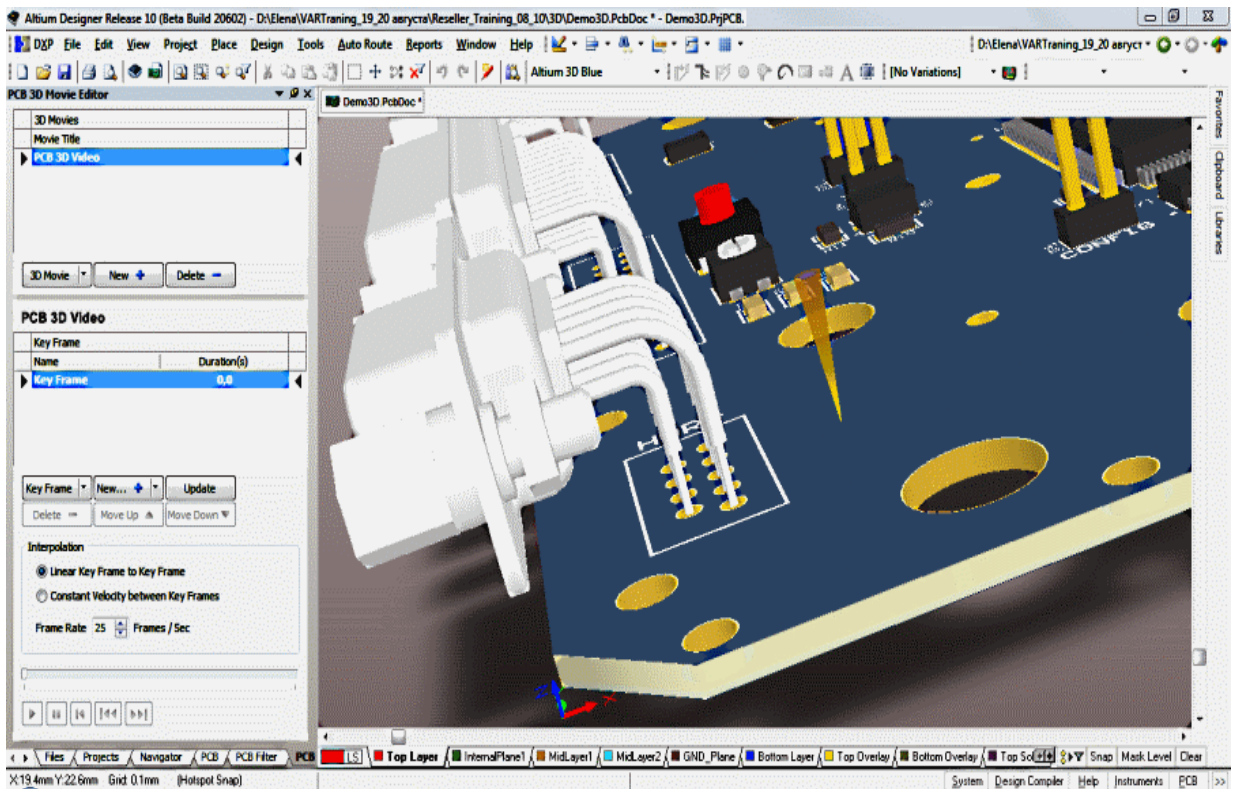 Altium Designer Release 10 (Beta Build 20602) - D:\Elena\VARTraning_19_20 августа\Reseller_Training_08_10\3D\Demo3D.PcbDoc * - Demo3D.PrjPCB.
DXP File Edit View Project Place Design Tools Auto Route Reports Window Help D:\Elena\VARTraning_19_20 август
Altium 3D Blue [No Variations]
PCB 3D Movie Editor
Demo3D.PcbDoc *
3D Movies
Movie Title
PCB 3D Video
3D Movie New Delete
PCB 3D Video
Key Frame
Name Duration(s)
Key Frame 0,0
Key Frame New... Update
Delete Move Up Move Down
Interpolation
Linear Key Frame to Key Frame
Constant Velocity between Key Frames
Frame Rate 25 Frames / Sec
Favorites
Clipboard
Libraries
CONFIG
X
Files Projects Navigator PCB PCB Filter PCB
LS Top Layer InternalPlane1 MidLayer1 MidLayer2 GND_Plane Bottom Layer Top Overlay Bottom Overlay Top Sol Snap Mask Level Clear
X:19.4mm Y:22.6mm Grid: 0.1mm (Hotspot Snap) System Design Compiler Help Instruments PCB >>